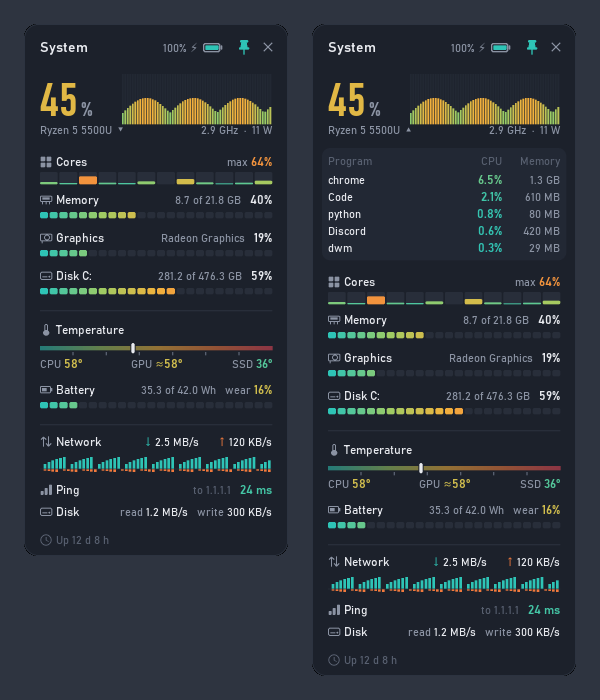 System 100%
45 %
Ryzen 5 5500U 2.9 GHz · 11 W
Cores max 64%
Memory 8.7 of 21.8 GB 40%
Graphics Radeon Graphics 19%
Disk C: 281.2 of 476.3 GB 59%
Temperature
CPU 58° GPU ≈58° SSD 36°
Battery 35.3 of 42.0 Wh wear 16%
Network ↓ 2.5 MB/s ↑ 120 KB/s
Ping to 1.1.1.1 24 ms
Disk read 1.2 MB/s write 300 KB/s
Up 12 d 8 h
System 100%
45 %
Ryzen 5 5500U 2.9 GHz · 11 W
Program CPU Memory
chrome 6.5% 1.3 GB
Code 2.1% 610 MB
python 0.8% 80 MB
Discord 0.6% 420 MB
dwm 0.3% 29 MB
Cores max 64%
Memory 8.7 of 21.8 GB 40%
Graphics Radeon Graphics 19%
Disk C: 281.2 of 476.3 GB 59%
Temperature
CPU 58° GPU ≈58° SSD 36°
Battery 35.3 of 42.0 Wh wear 16%
Network ↓ 2.5 MB/s ↑ 120 KB/s
Ping to 1.1.1.1 24 ms
Disk read 1.2 MB/s write 300 KB/s
Up 12 d 8 h